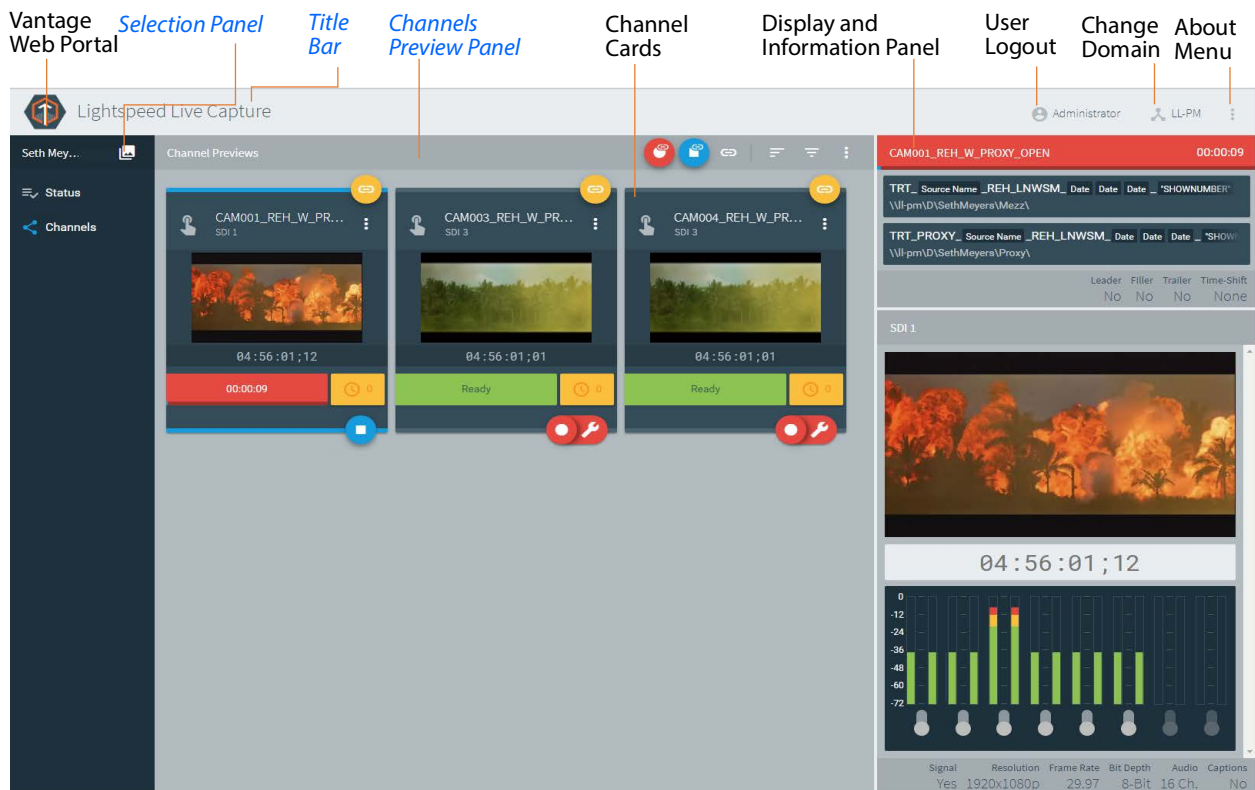 Vantage
Web Portal
Selection Panel
Title
Bar
Channels
Preview Panel
Channel
Cards
Display and
Information Panel
User
Logout
Change
Domain
About
Menu
Lightspeed Live Capture
Administrator
LL-PM
Seth Mey...
Status
Channels
Channel Previews
CAM001_REH_W_PR...
SDI 1
04:56:01;12
00:00:09
0
CAM003_REH_W_PR...
SDI 3
04:56:01;01
Ready
0
CAM004_REH_W_PR...
SDI 3
04:56:01;01
Ready
0
CAM001_REH_W_PROXY_OPEN 00:00:09
TRT_ Source Name _REH_LNWSM_ Date Date Date _ "SHOWNUMBER"
\\ll-pm\D\SethMeyers\Mezz\
TRT_PROXY_ Source Name _REH_LNWSM_ Date Date Date _ "SHOW
\\ll-pm\D\SethMeyers\Proxy\
Leader Filler Trailer Time-Shift
No No No None
SDI 1
04:56:01;12
0
-12
-24
-36
-48
-60
-72
Signal Resolution Frame Rate Bit Depth Audio Captions
Yes 1920x1080p 29.97 8-Bit 16 Ch. No